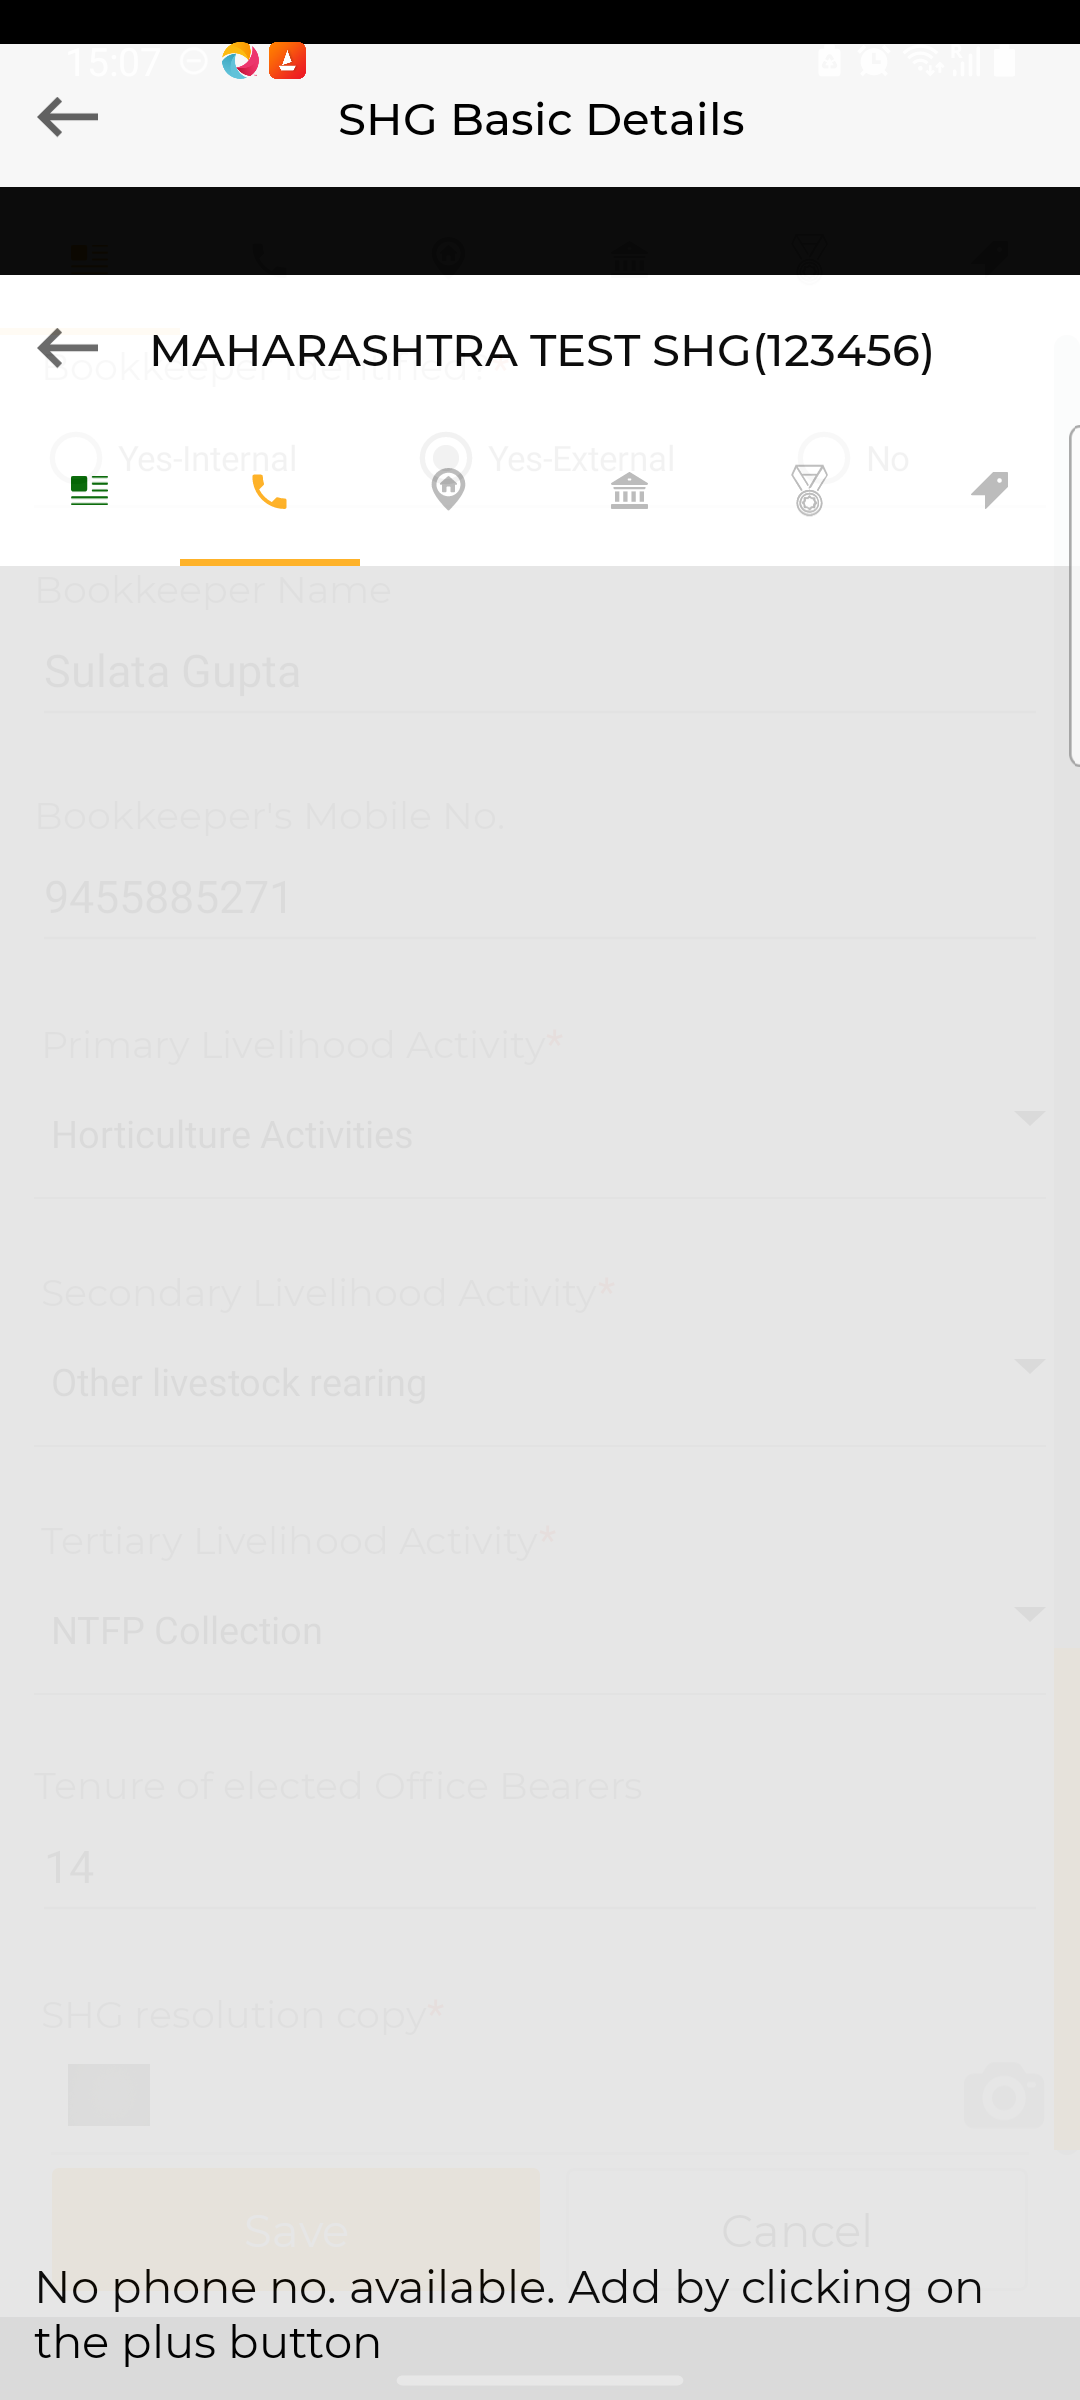 15:07
SHG Basic Details
MAHARASHTRA TEST SHG(123456)
Bookkeeper Identified?*
Yes-Internal Yes-External No
Bookkeeper Name
Sulata Gupta
Bookkeeper's Mobile No.
9455885271
Primary Livelihood Activity*
Horticulture Activities
Secondary Livelihood Activity*
Other livestock rearing
Tertiary Livelihood Activity*
NTFP Collection
Tenure of elected Office Bearers
14
SHG resolution copy*
Save Cancel
No phone no. available. Add by clicking on
the plus button